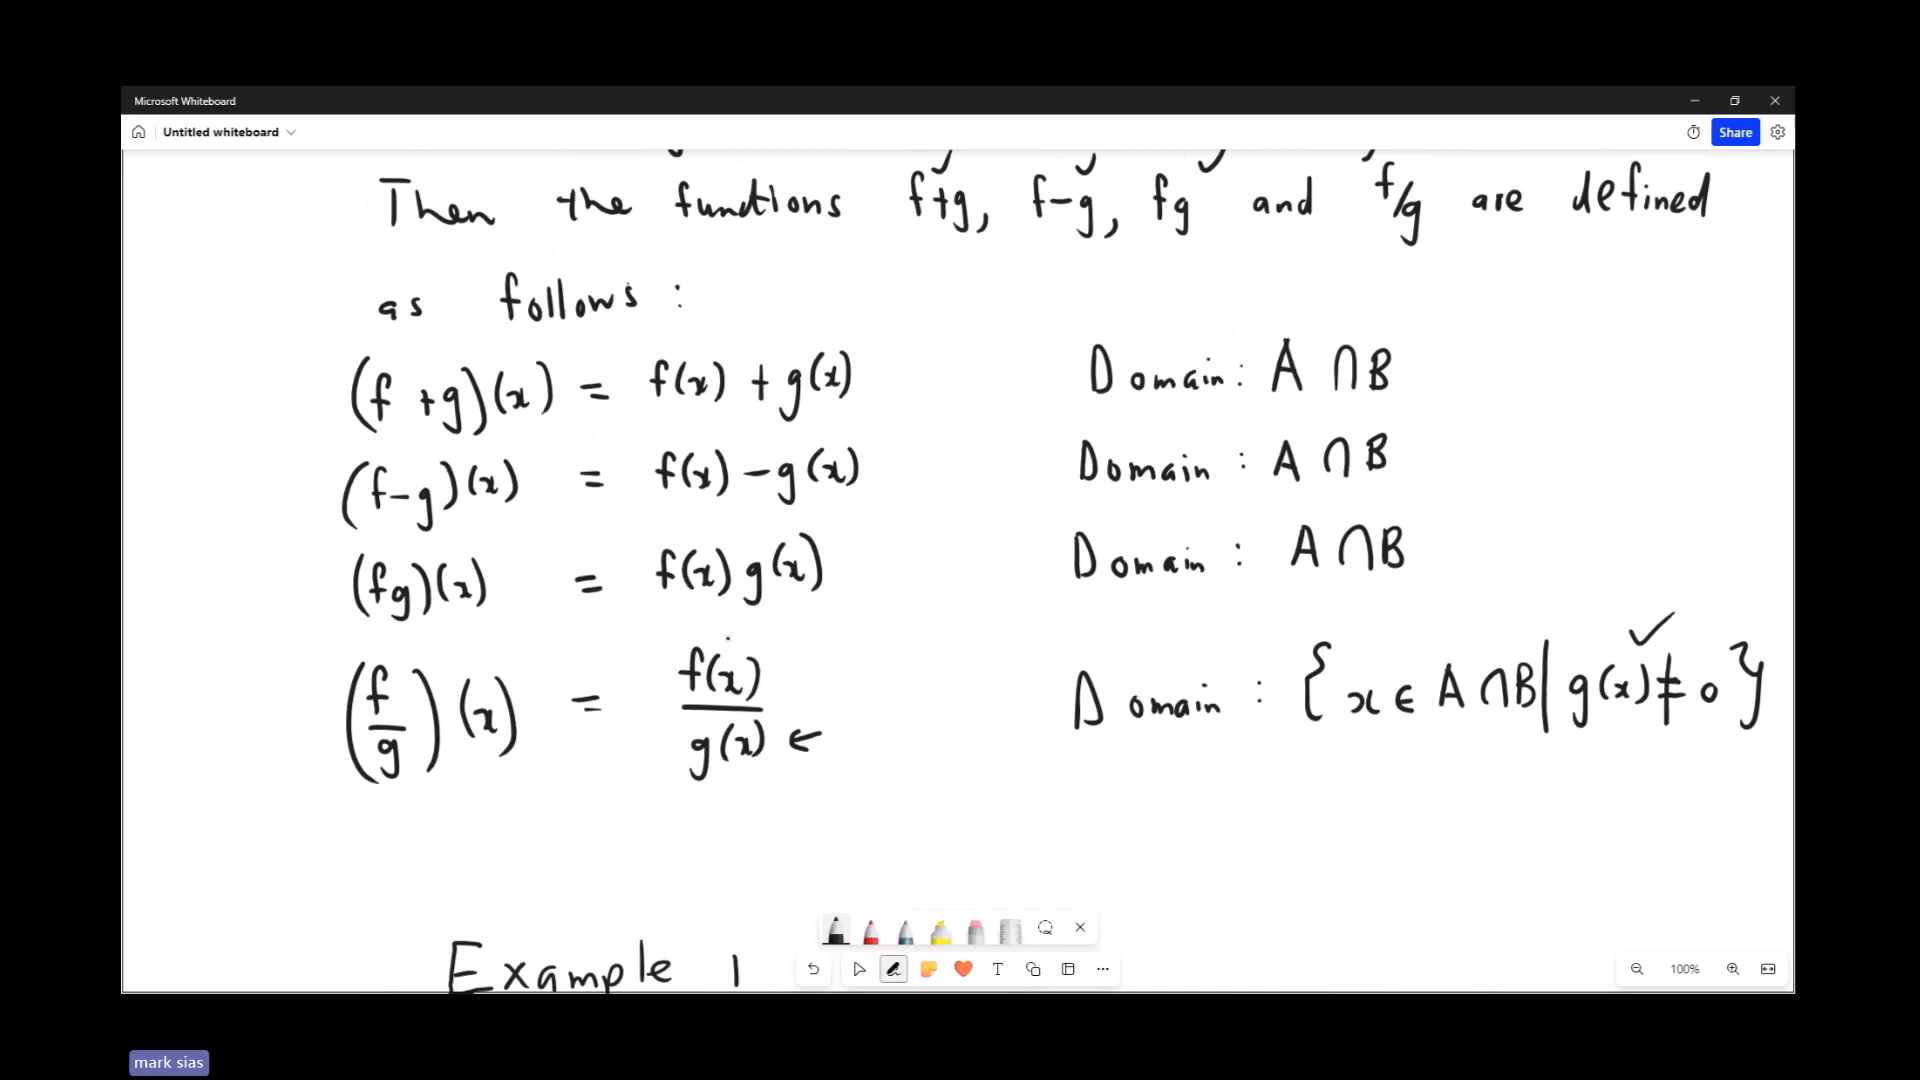 Microsoft Whiteboard
Untitled whiteboard
Share
Then the functions f+g, f-g, fg and f/g are defined
as follows :
(f +g)(x) = f(x) + g(x) Domain: A ∩B
(f-g)(x) = f(x) - g(x) Domain : A ∩ B
(fg)(x) = f(x) g(x) Domain : A ∩B
(f/g)(x) = f(x)/g(x) ← Domain : {x ∈ A ∩B| g(x) ≠ 0}
Example 1
100%
mark sias